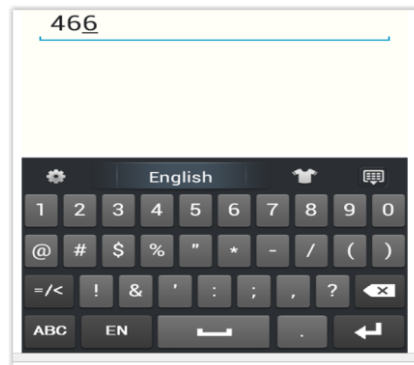 466
English
1 2 3 4 5 6 7 8 9 0
@ # $ % " * - / ( )
=/< ! & ' : ; , ?
ABC EN .